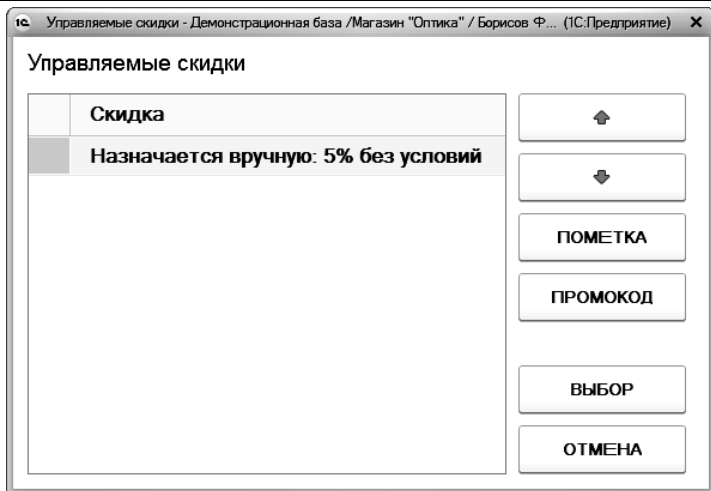 1С Управляемые скидки - Демонстрационная база /Магазин "Оптика" / Борисов Ф... (1С:Предприятие)
Управляемые скидки
Скидка
Назначается вручную: 5% без условий
ПОМЕТКА
ПРОМОКОД
ВЫБОР
ОТМЕНА